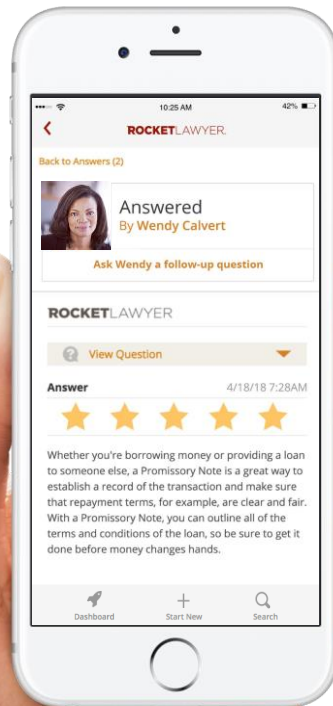 10:25 AM
42%
ROCKETLAWYER.
Back to Answers (2)
Answered
By Wendy Calvert
Ask Wendy a follow-up question
ROCKETLAWYER
? View Question
Answer
4/18/18 7:28AM
Whether you're borrowing money or providing a loan
to someone else, a Promissory Note is a great way to
establish a record of the transaction and make sure
that repayment terms, for example, are clear and fair.
With a Promissory Note, you can outline all of the
terms and conditions of the loan, so be sure to get it
done before money changes hands.
Dashboard
Start New
Search